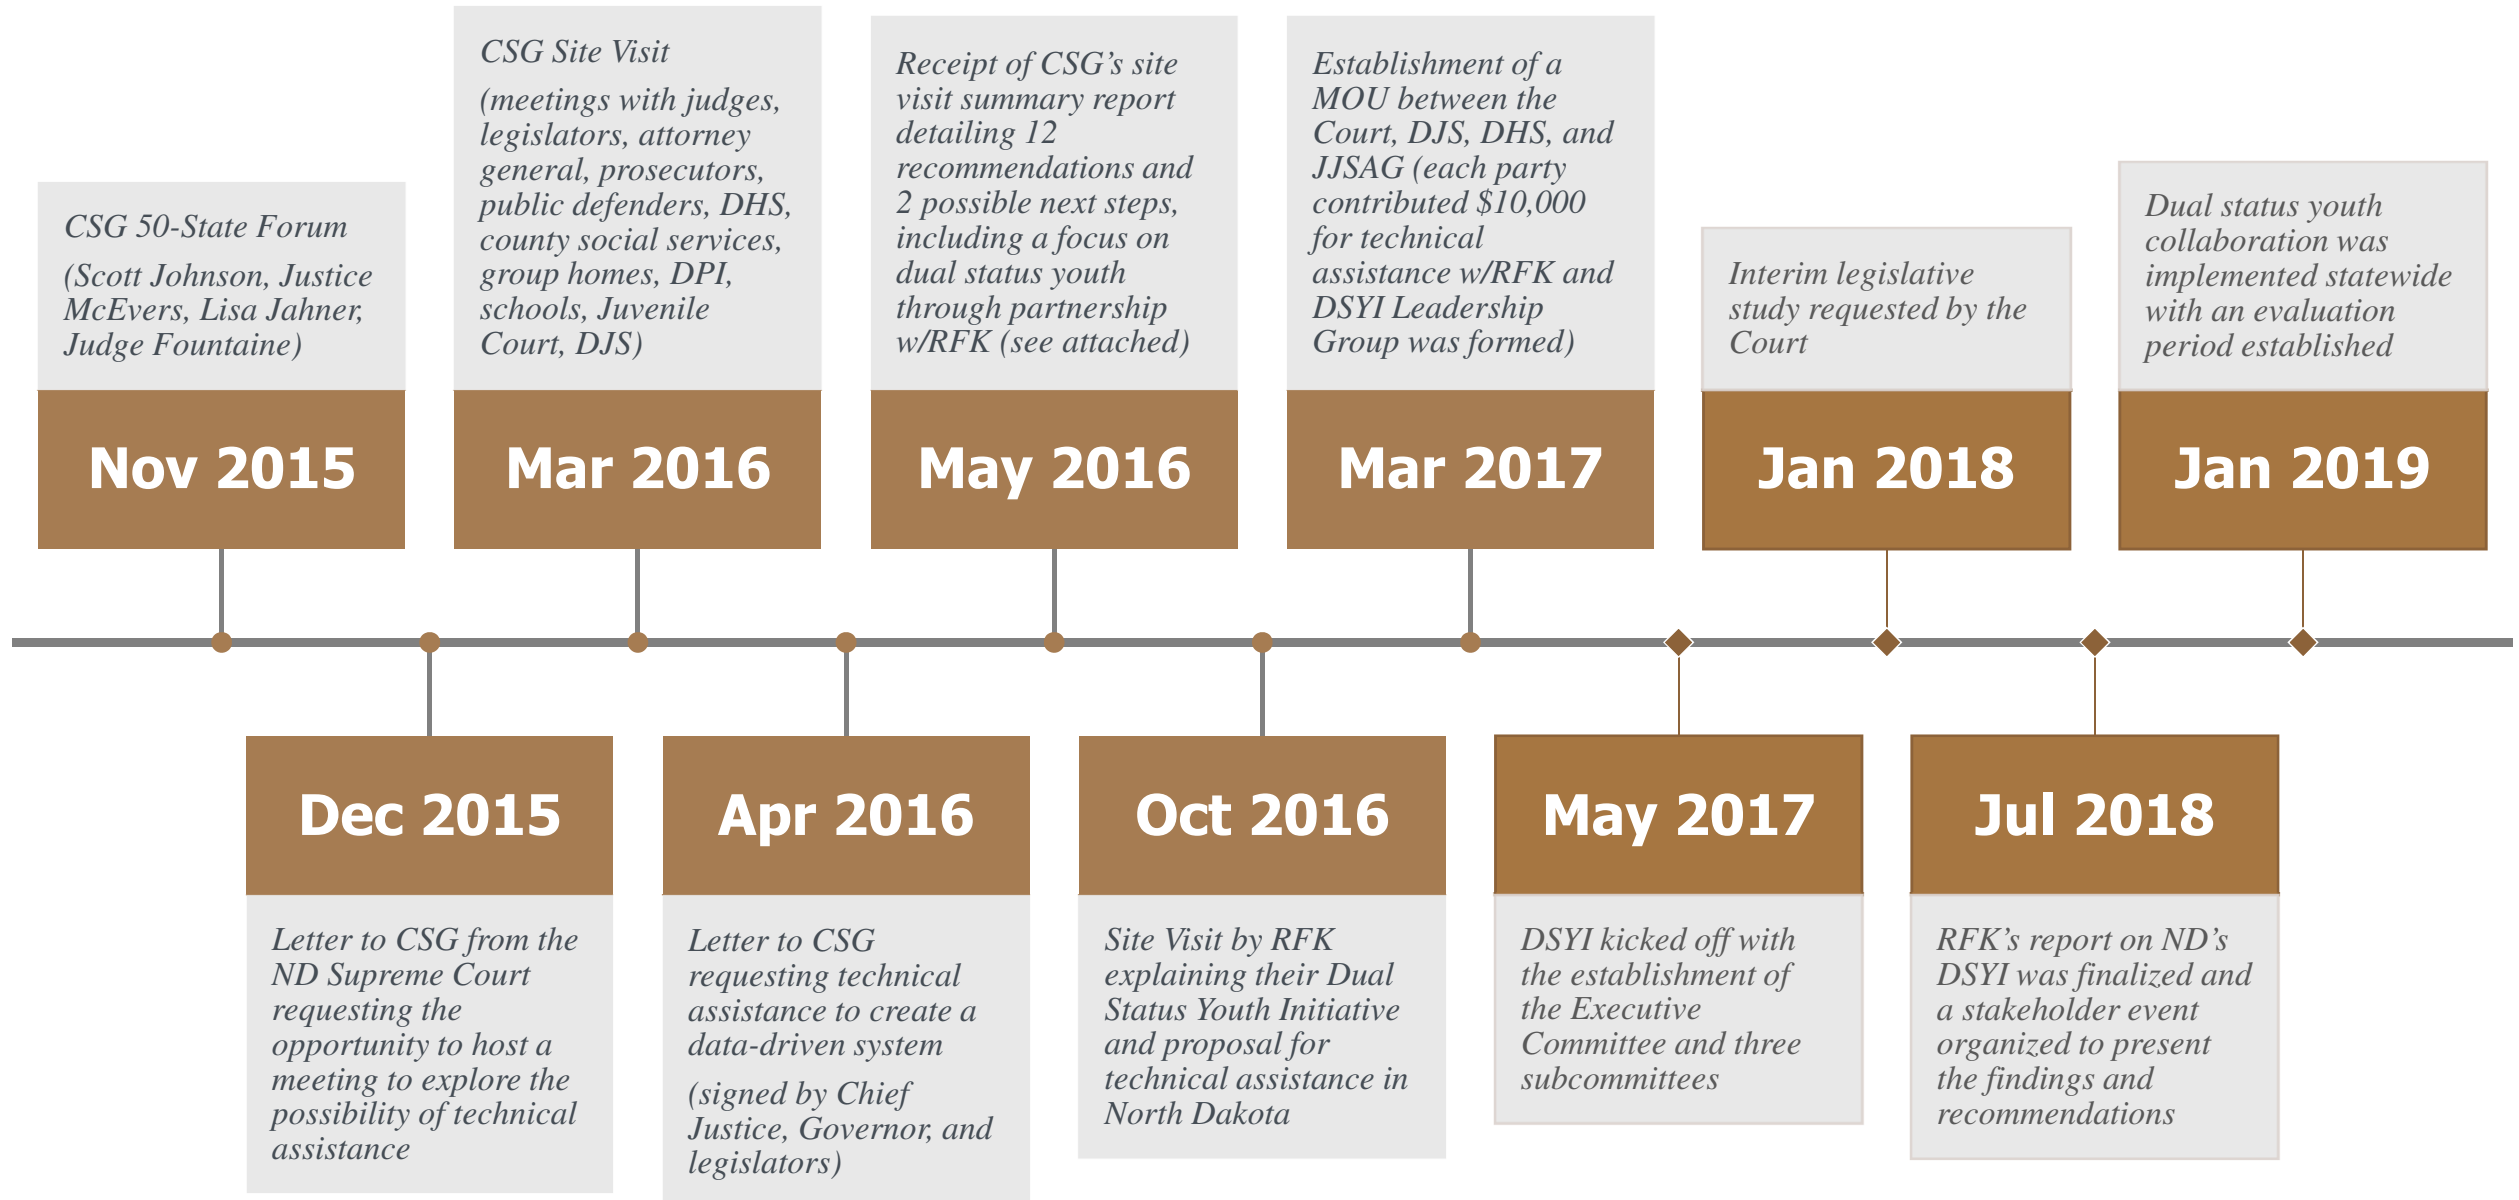 CSG 50-State Forum
(Scott Johnson, Justice
McEvers, Lisa Jahner,
Judge Fountaine)
Nov 2015
Dec 2015
Letter to CSG from the
ND Supreme Court
requesting the
opportunity to host a
meeting to explore the
possibility of technical
assistance
CSG Site Visit
(meetings with judges,
legislators, attorney
general, prosecutors,
public defenders, DHS,
county social services,
group homes, DPI,
schools, Juvenile
Court, DJS)
Mar 2016
Apr 2016
Letter to CSG
requesting technical
assistance to create a
data-driven system
(signed by Chief
Justice, Governor, and
legislators)
Receipt of CSG’s site
visit summary report
detailing 12
recommendations and
2 possible next steps,
including a focus on
dual status youth
through partnership
w/RFK (see attached)
May 2016
Oct 2016
Site Visit by RFK
explaining their Dual
Status Youth Initiative
and proposal for
technical assistance in
North Dakota
Establishment of a
MOU between the
Court, DJS, DHS, and
JJSAG (each party
contributed $10,000
for technical
assistance w/RFK and
DSYI Leadership
Group was formed)
Mar 2017
May 2017
DSYI kicked off with
the establishment of
the Executive
Committee and three
subcommittees
Interim legislative
study requested by the
Court
Jan 2018
Jul 2018
RFK’s report on ND’s
DSYI was finalized and
a stakeholder event
organized to present
the findings and
recommendations
Dual status youth
collaboration was
implemented statewide
with an evaluation
period established
Jan 2019